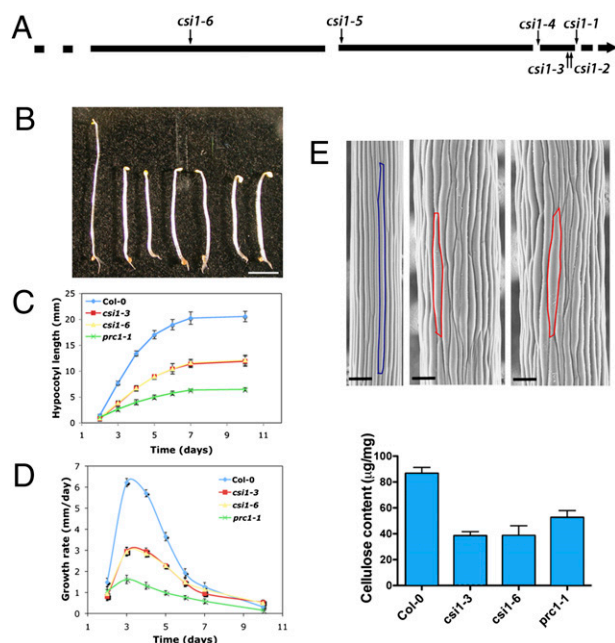 A
csi1-6
csi1-5
csi1-4
csi1-1
csi1-3
csi1-2
B
E
C
Hypocotyl length (mm)
25
20
15
10
5
0
Col-0
csi1-3
csi1-6
prc1-1
1 3 5 7 9 11
Time (days)
D
Growth rate (mm/day)
7
6
5
4
3
2
1
0
Col-0
csi1-3
csi1-6
prc1-1
1 3 5 7 9 11
Time (days)
Cellulose content (μg/mg)
100
80
60
40
20
0
Col-0
csi1-3
csi1-6
prc1-1